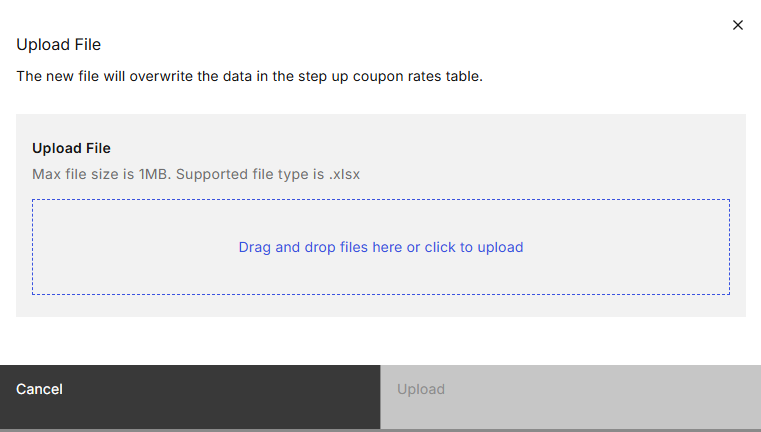 Upload File
The new file will overwrite the data in the step up coupon rates table.
Upload File
Max file size is 1MB. Supported file type is .xlsx
Drag and drop files here or click to upload
Cancel
Upload